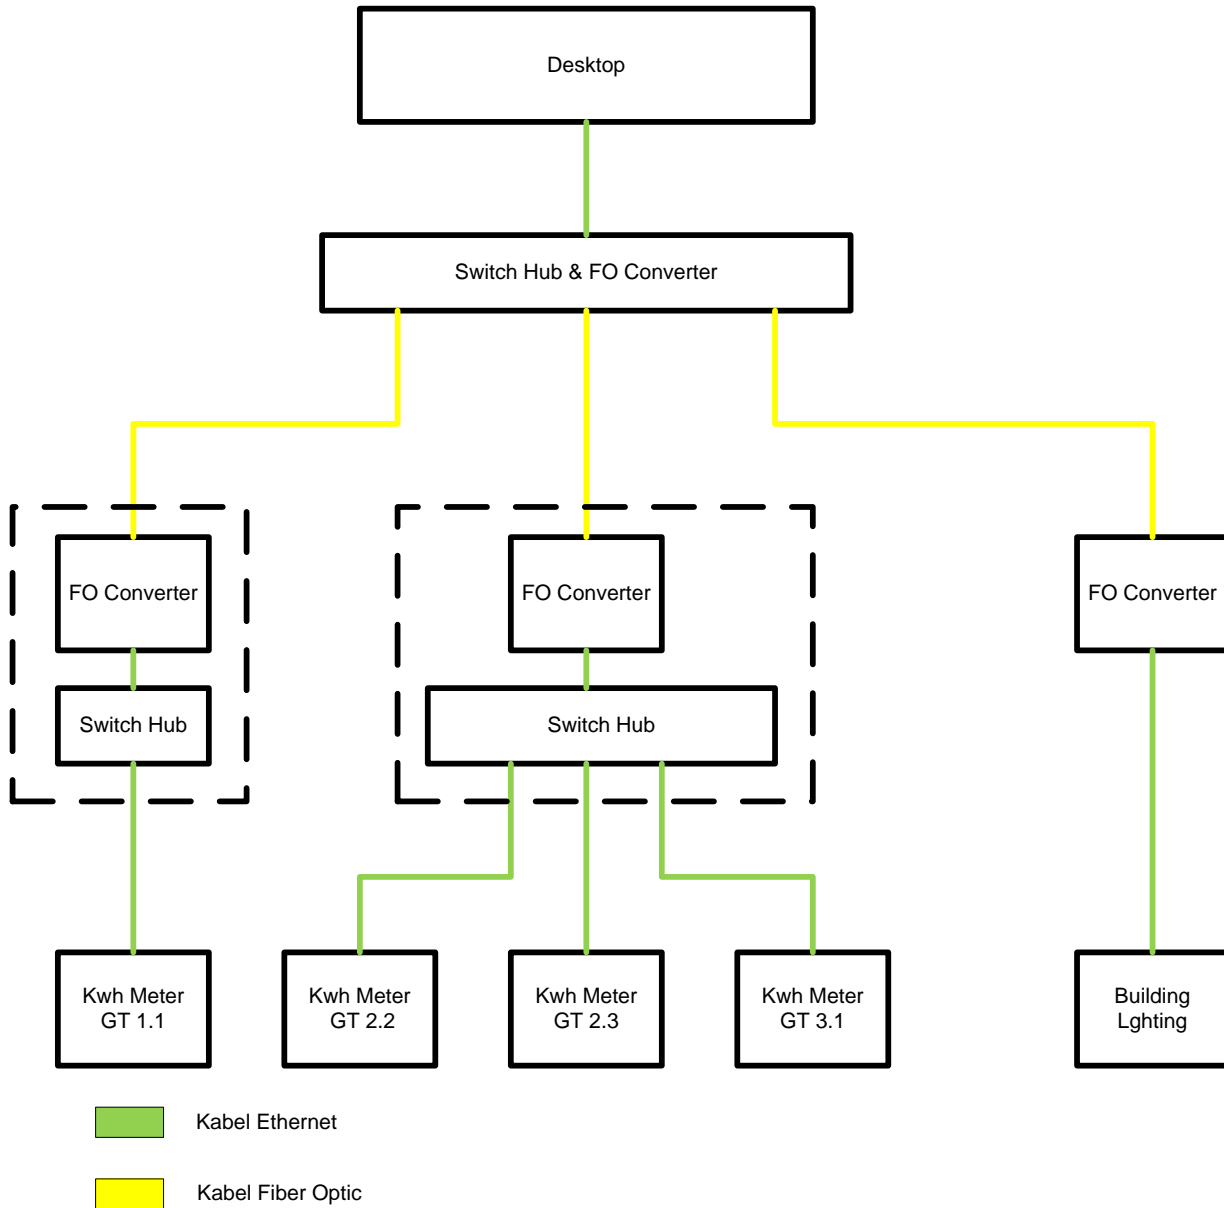 Desktop
Switch Hub & FO Converter
FO Converter
FO Converter
FO Converter
Switch Hub
Switch Hub
Kwh Meter
GT 1.1
Kwh Meter
GT 2.2
Kwh Meter
GT 2.3
Kwh Meter
GT 3.1
Building
Lghting
Kabel Ethernet
Kabel Fiber Optic